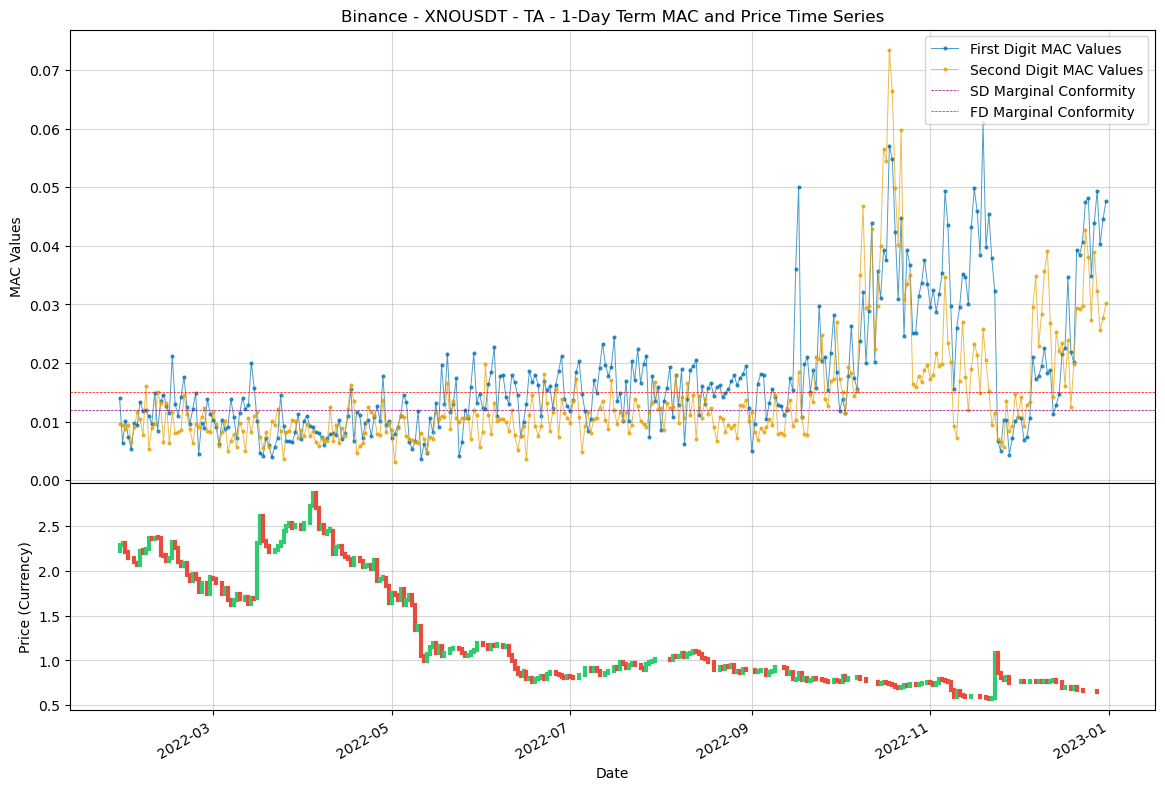 Binance - XNOUSDT - TA - 1-Day Term MAC and Price Time Series
First Digit MAC Values
Second Digit MAC Values
SD Marginal Conformity
FD Marginal Conformity
MAC Values
0.07
0.06
0.05
0.04
0.03
0.02
0.01
0.00
Price (Currency)
2.5
2.0
1.5
1.0
0.5
2022-03
2022-05
2022-07
2022-09
2022-11
2023-01
Date